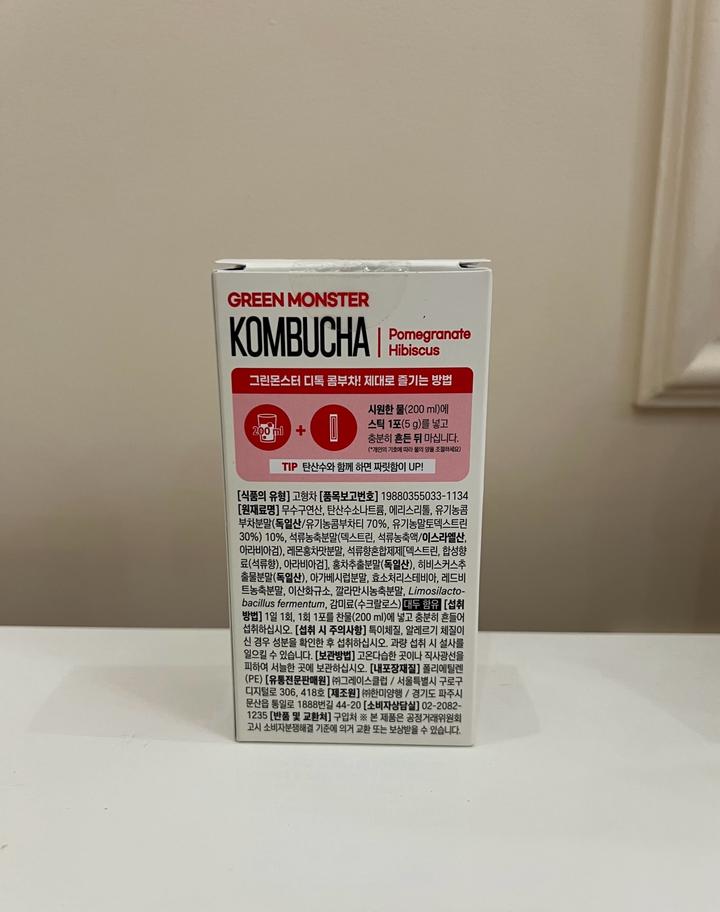 GREEN MONSTER
KOMBUCHA
Pomegranate
Hibiscus
그린몬스터 디톡 콤부차! 제대로 즐기는 방법
200 ml
+
시원한 물(200 ml)에
스틱 1포(5 g)를 넣고
충분히 흔든 뒤 마십니다.
(*개인의 기호에 따라 물의 양을 조절하세요)
TIP 탄산수와 함께 하면 짜릿함이 UP!
[식품의 유형] 고형차 [품목보고번호] 19880355033-1134
[원재료명] 무수구연산, 탄산수소나트륨, 에리스리톨, 유기농콤
부차분말(독일산/유기농콤부차티 70%, 유기농말토덱스트린
30%) 10%, 석류농축분말(덱스트린, 석류농축액/이스라엘산,
아라비아검), 레몬홍차맛분말, 석류향혼합제제[덱스트린, 합성향
료(석류향), 아라비아검], 홍차추출분말(독일산), 히비스커스추
출물분말(독일산), 아가베시럽분말, 효소처리스테비아, 레드비
트농축분말, 이산화규소, 깔라만시농축분말, Limosilacto-
bacillus fermentum, 감미료(수크랄로스) 대두 함유 [섭취
방법] 1일 1회, 1회 1포를 찬물(200 ml)에 넣고 충분히 흔들어
섭취하십시오. [섭취 시 주의사항] 특이체질, 알레르기 체질이
신 경우 성분을 확인한 후 섭취하십시오. 과량 섭취 시 설사를
일으킬 수 있습니다. [보관방법] 고온다습한 곳이나 직사광선을
피하여 서늘한 곳에 보관하십시오. [내포장재질] 폴리에틸렌
(PE) [유통전문판매원] ㈜그레이스클럽 / 서울특별시 구로구
디지털로 306, 418호 [제조원] ㈜한미양행 / 경기도 파주시
문산읍 통일로 1888번길 44-20 [소비자상담실] 02-2082-
1235 [반품 및 교환처] 구입처 ※ 본 제품은 공정거래위원회
고시 소비자분쟁해결 기준에 의거 교환 또는 보상받을 수 있습니다.